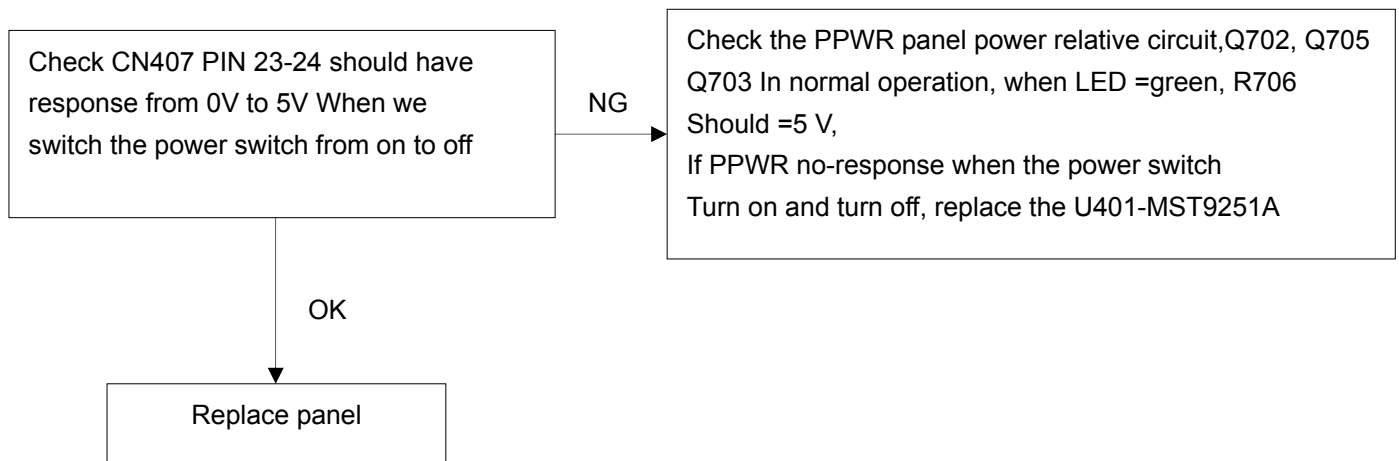 Check CN407 PIN 23-24 should have
response from 0V to 5V When we
switch the power switch from on to off
NG
Check the PPWR panel power relative circuit,Q702, Q705
Q703 In normal operation, when LED =green, R706
Should =5 V,
If PPWR no-response when the power switch
Turn on and turn off, replace the U401-MST9251A
OK
Replace panel